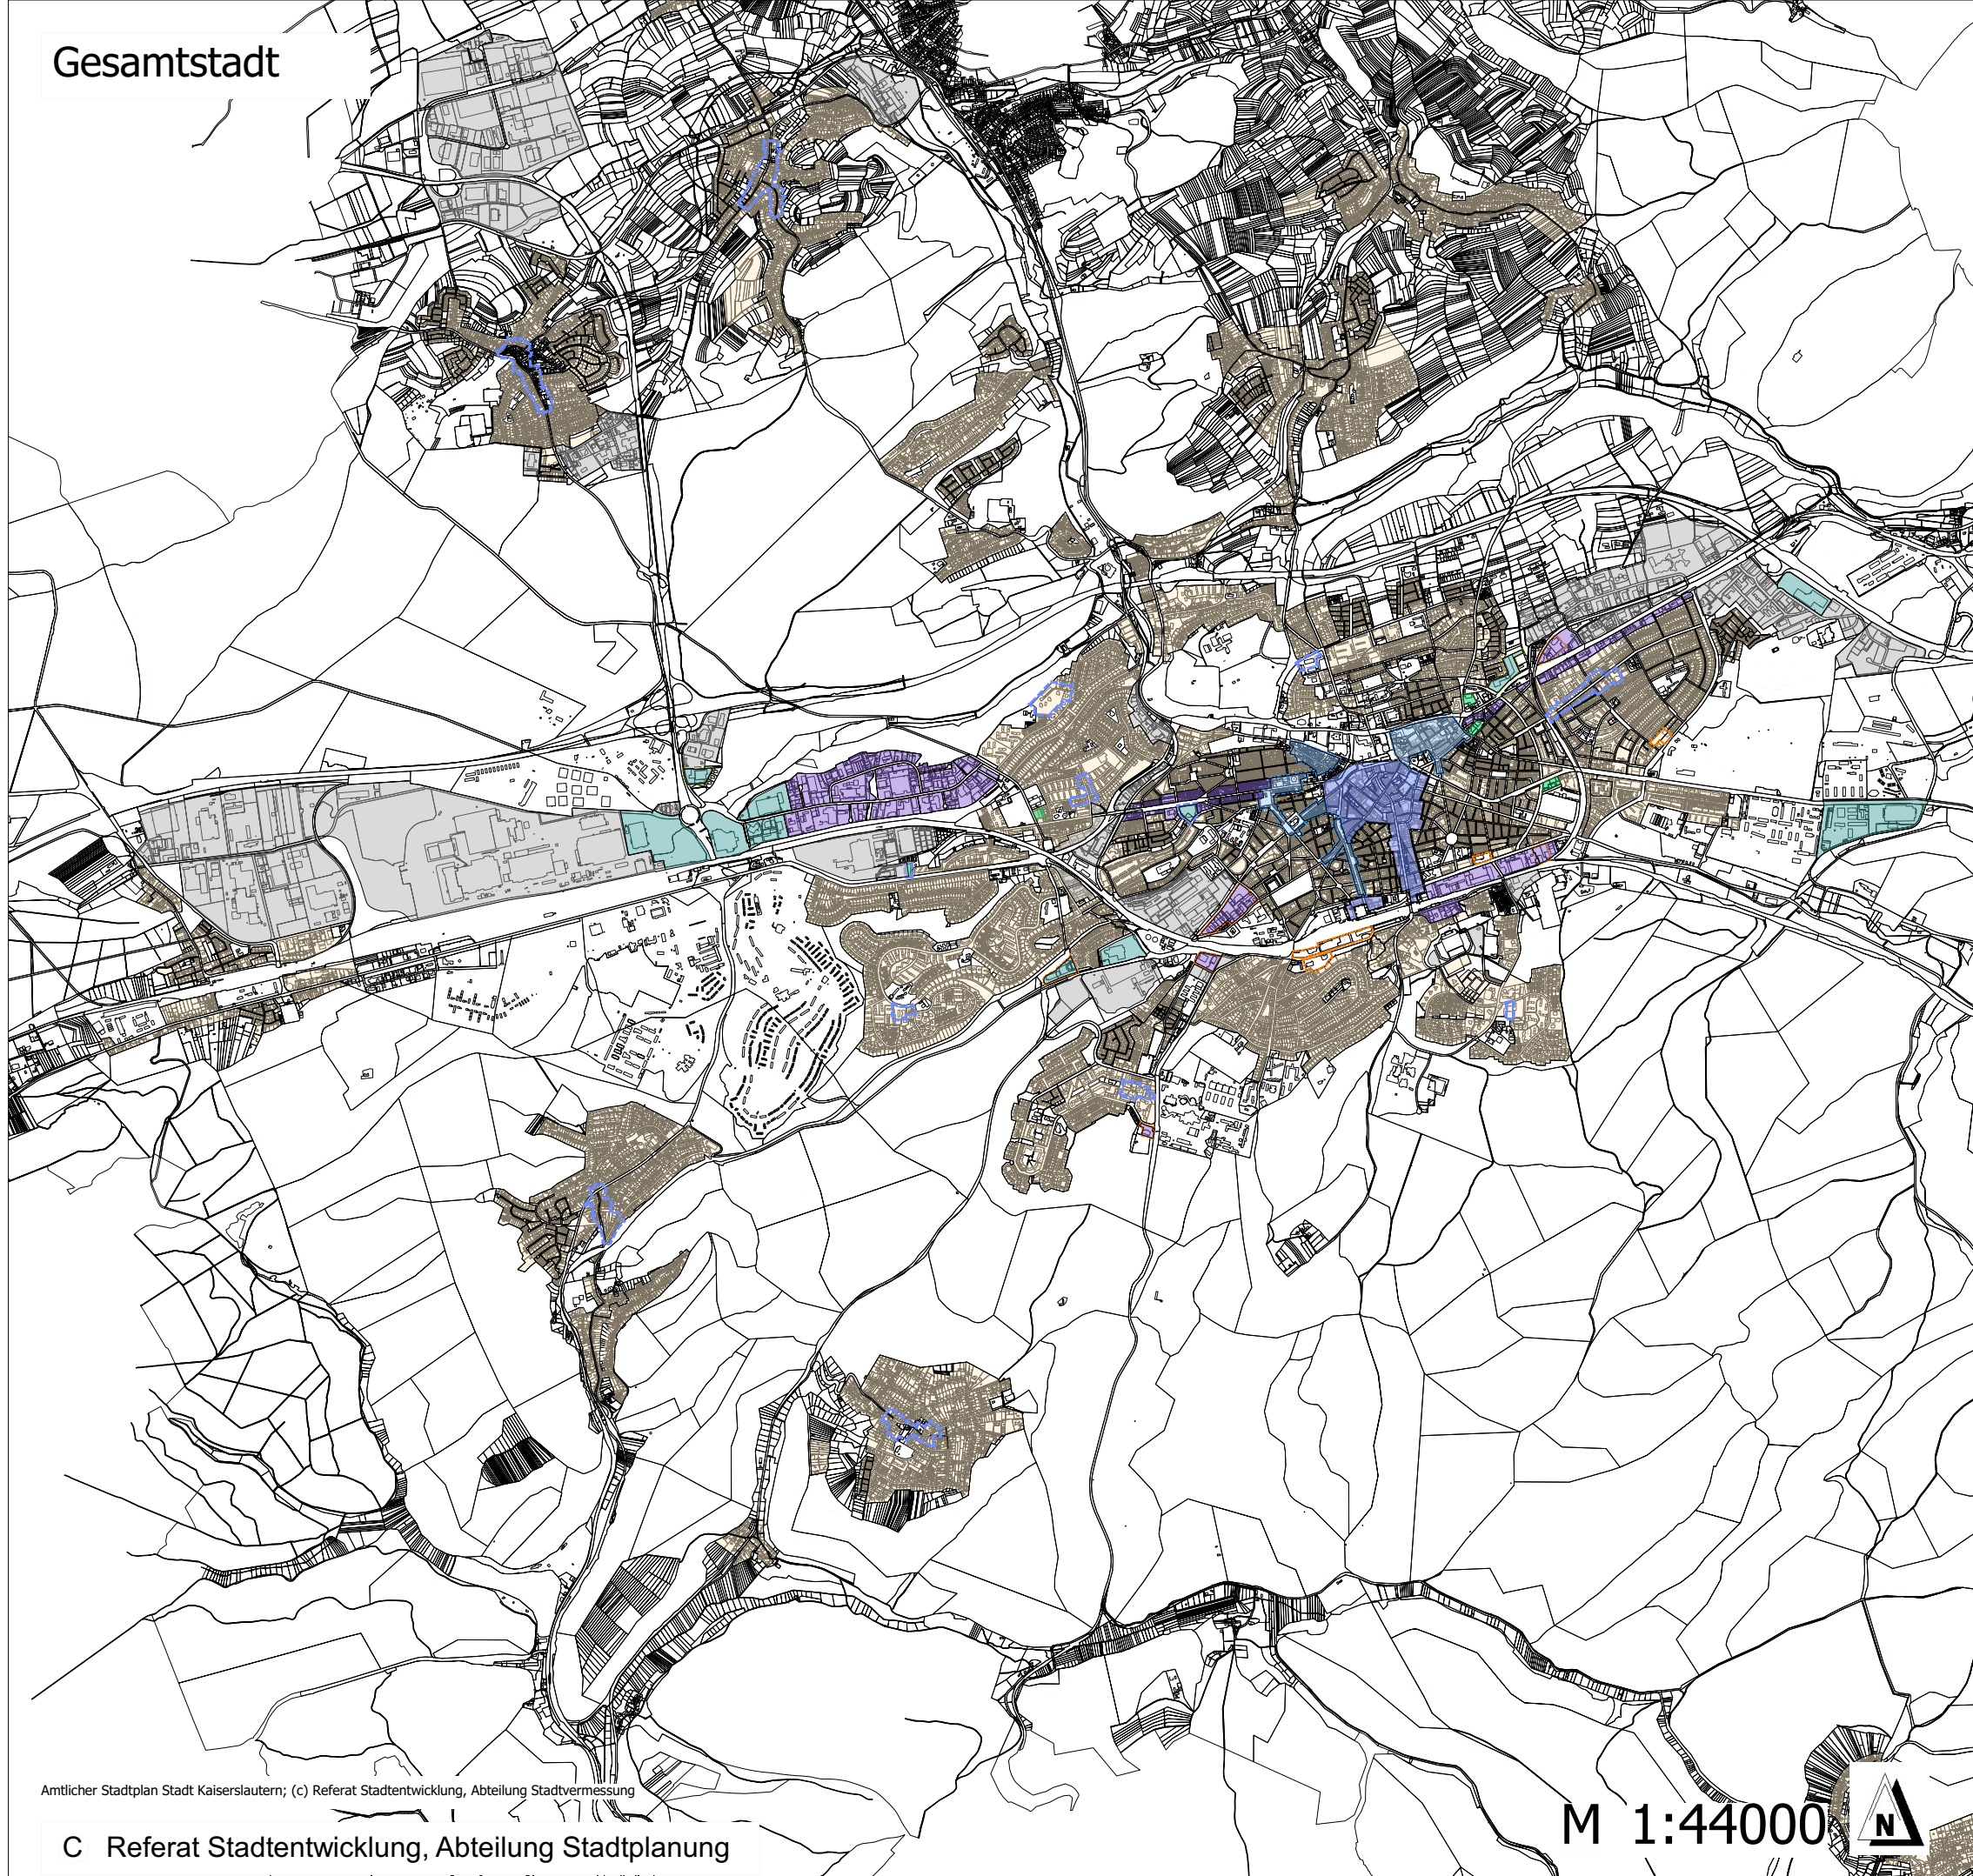 Gesamtstadt
Amtlicher Stadtplan Stadt Kaiserslautern; (c) Referat Stadtentwicklung, Abteilung Stadtvermessung
M 1:44000
N
C Referat Stadtentwicklung, Abteilung Stadtplanung